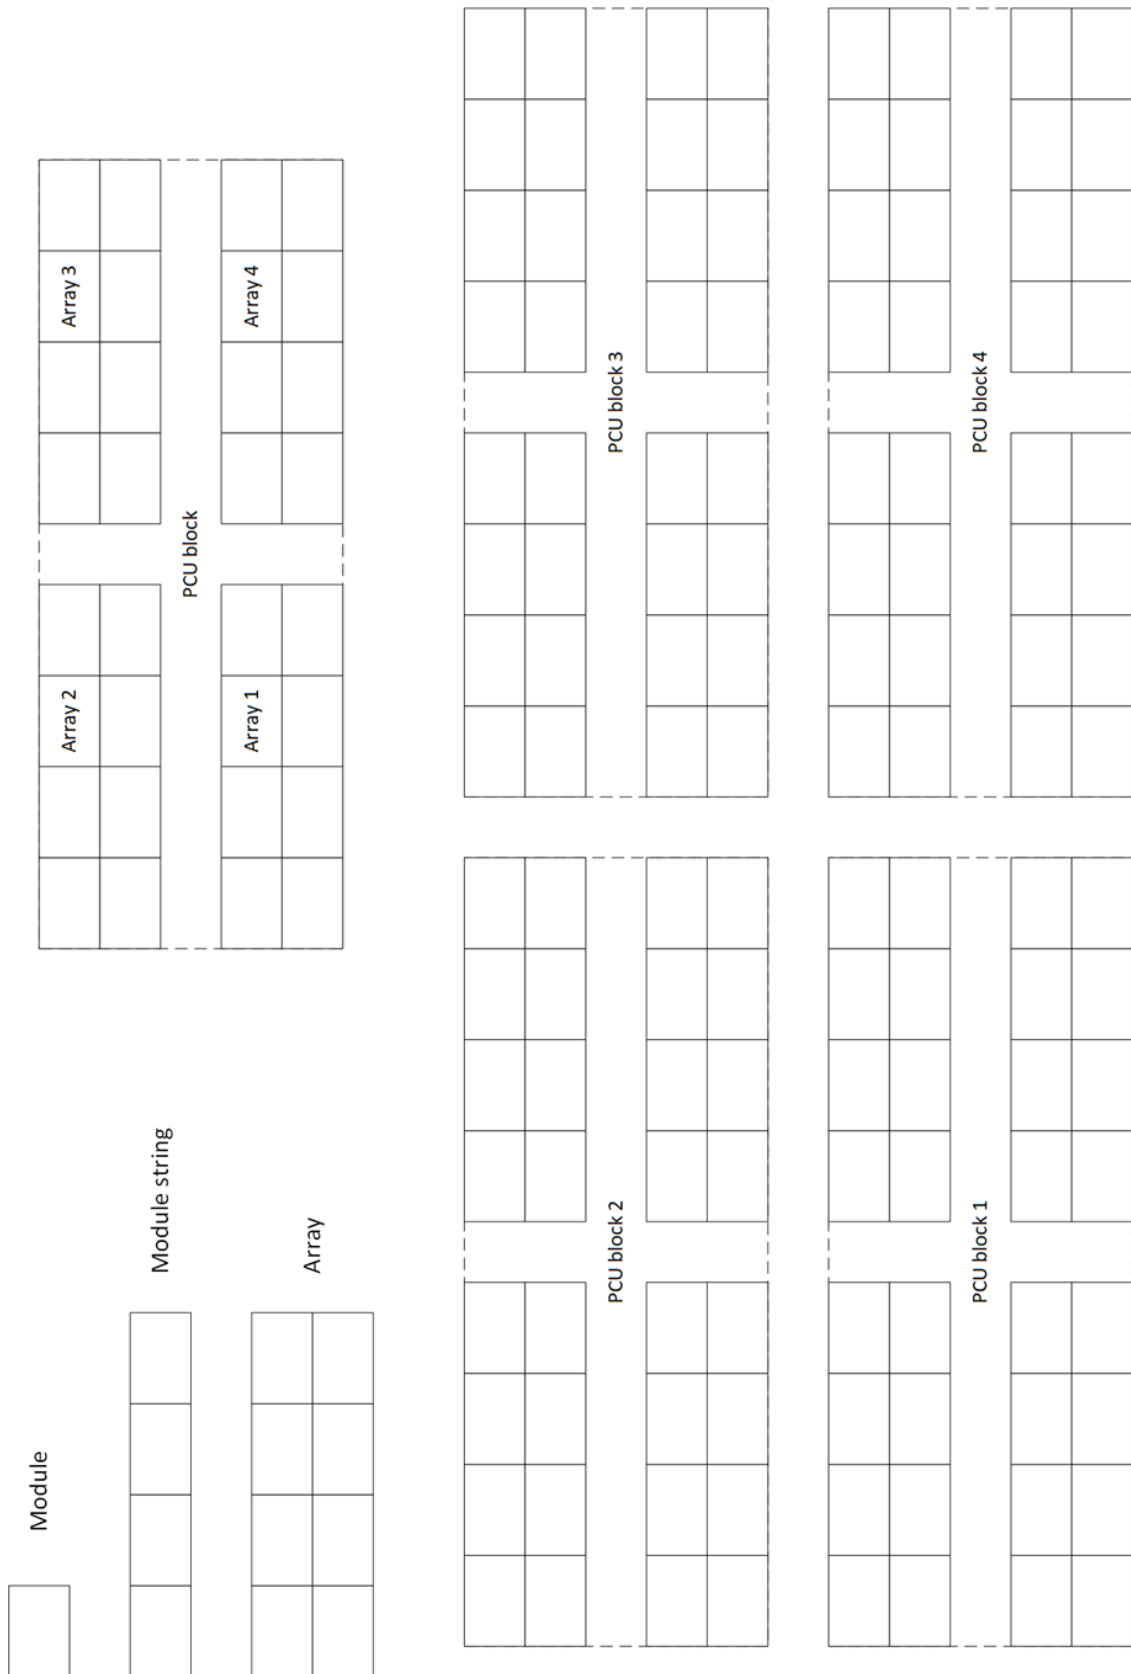 Module
Module string
Array
PCU block
Array 1
Array 2
Array 3
Array 4
PCU block 1
PCU block 2
PCU block 3
PCU block 4